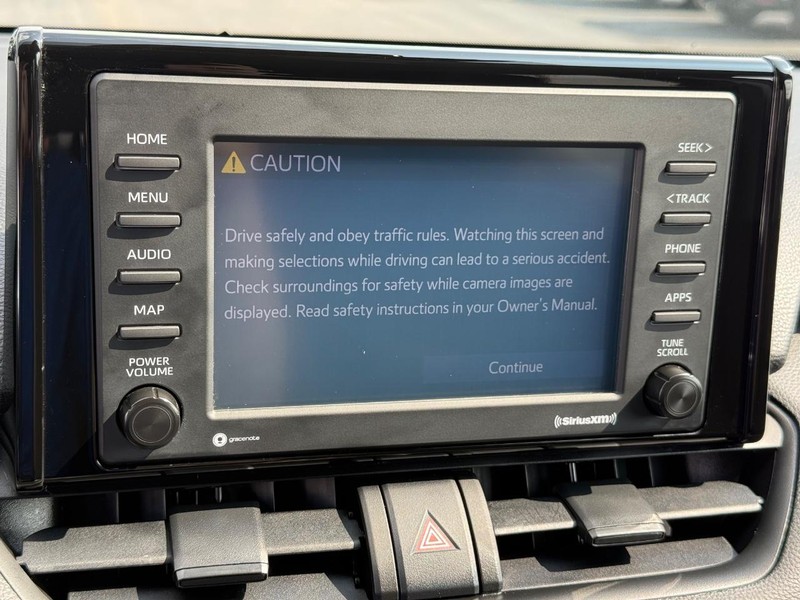 HOME
MENU
AUDIO
MAP
POWER
VOLUME
CAUTION
Drive safely and obey traffic rules. Watching this screen and
making selections while driving can lead to a serious accident.
Check surroundings for safety while camera images are
displayed. Read safety instructions in your Owner's Manual.
Continue
SEEK>
<TRACK
PHONE
APPS
TUNE
SCROLL
gracenote
SiriusXM